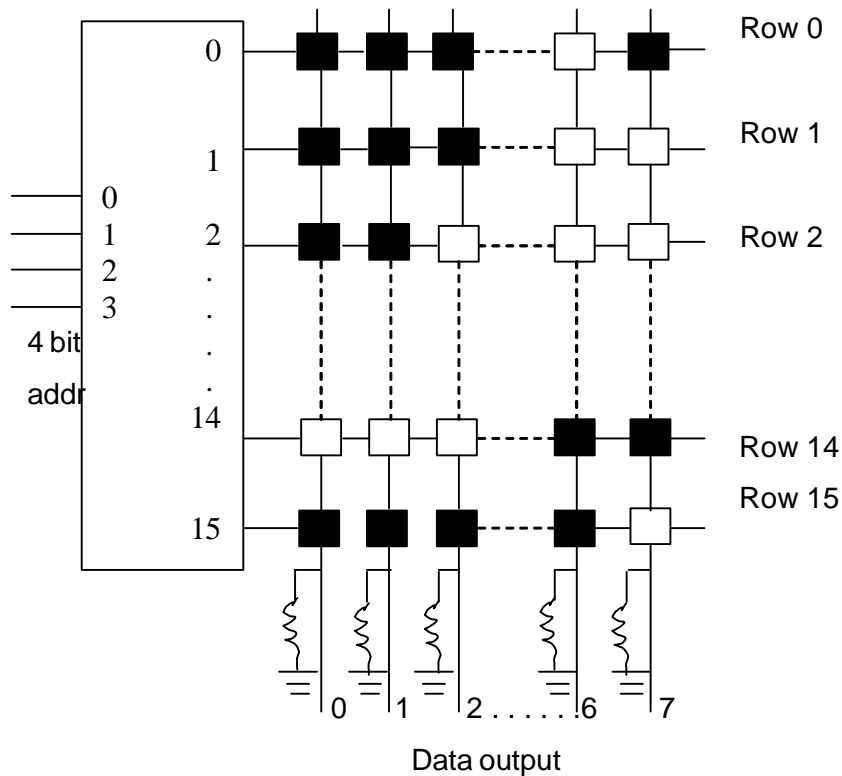 0 Row 0
1 Row 1
0
1 2 Row 2
2 .
3 .
4 bit .
addr .
14 Row 14
15 Row 15
0 1 2 . . . . . . 6 7
Data output